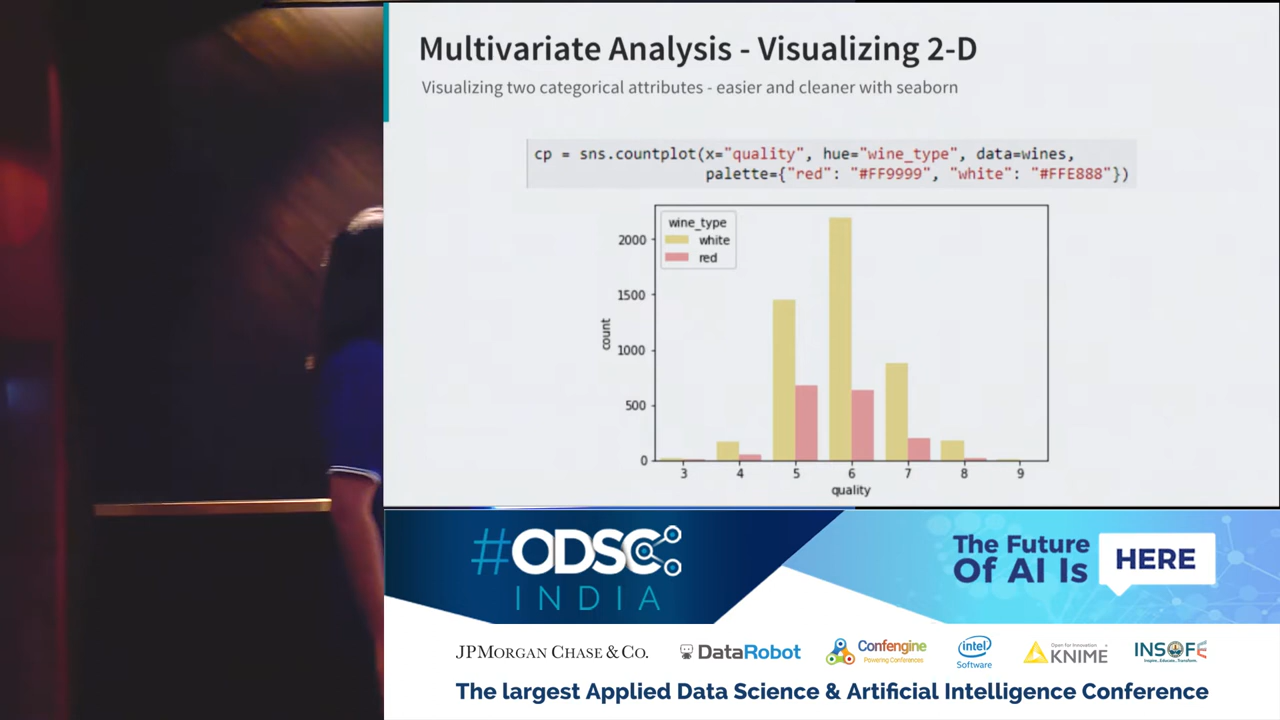 Multivariate Analysis - Visualizing 2-D
Visualizing two categorical attributes - easier and cleaner with seaborn
cp = sns.countplot(x="quality", hue="wine_type", data=wines,
palette={"red": "#FF9999", "white": "#FFE888"})
wine_type
white
red
2000
1500
1000
500
0
count
3 4 5 6 7 8 9
quality
#ODSC
INDIA
The Future
Of AI Is
HERE
JPMORGAN CHASE & CO.
DataRobot
Confengine
Powering Conferences
intel
Software
Open for Innovation
KNIME
INSOFE
Inspire...Educate...Transform.
The largest Applied Data Science & Artificial Intelligence Conference